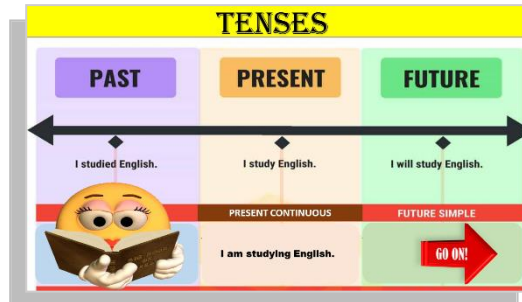 TENSES
PAST PRESENT FUTURE
I studied English. I study English. I will study English.
PRESENT CONTINUOUS FUTURE SIMPLE
I am studying English. GO ON!